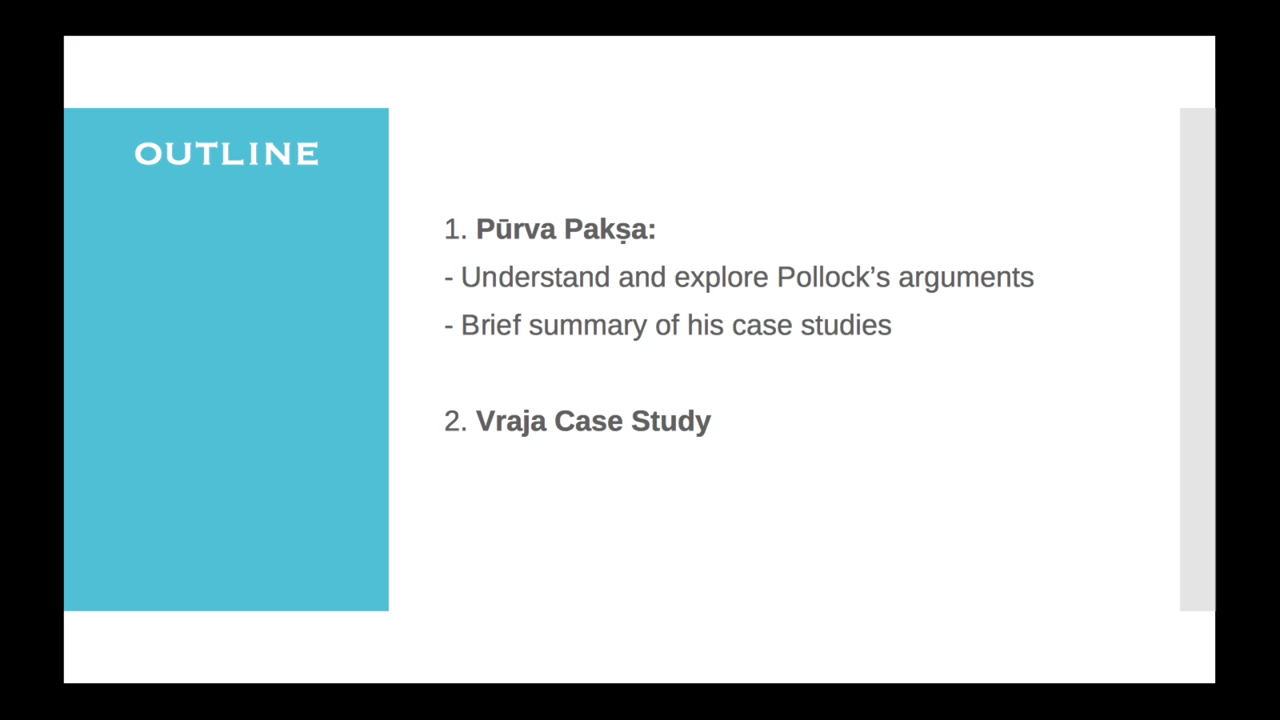 OUTLINE
1. Pūrva Pakṣa:
- Understand and explore Pollock’s arguments
- Brief summary of his case studies
2. Vraja Case Study